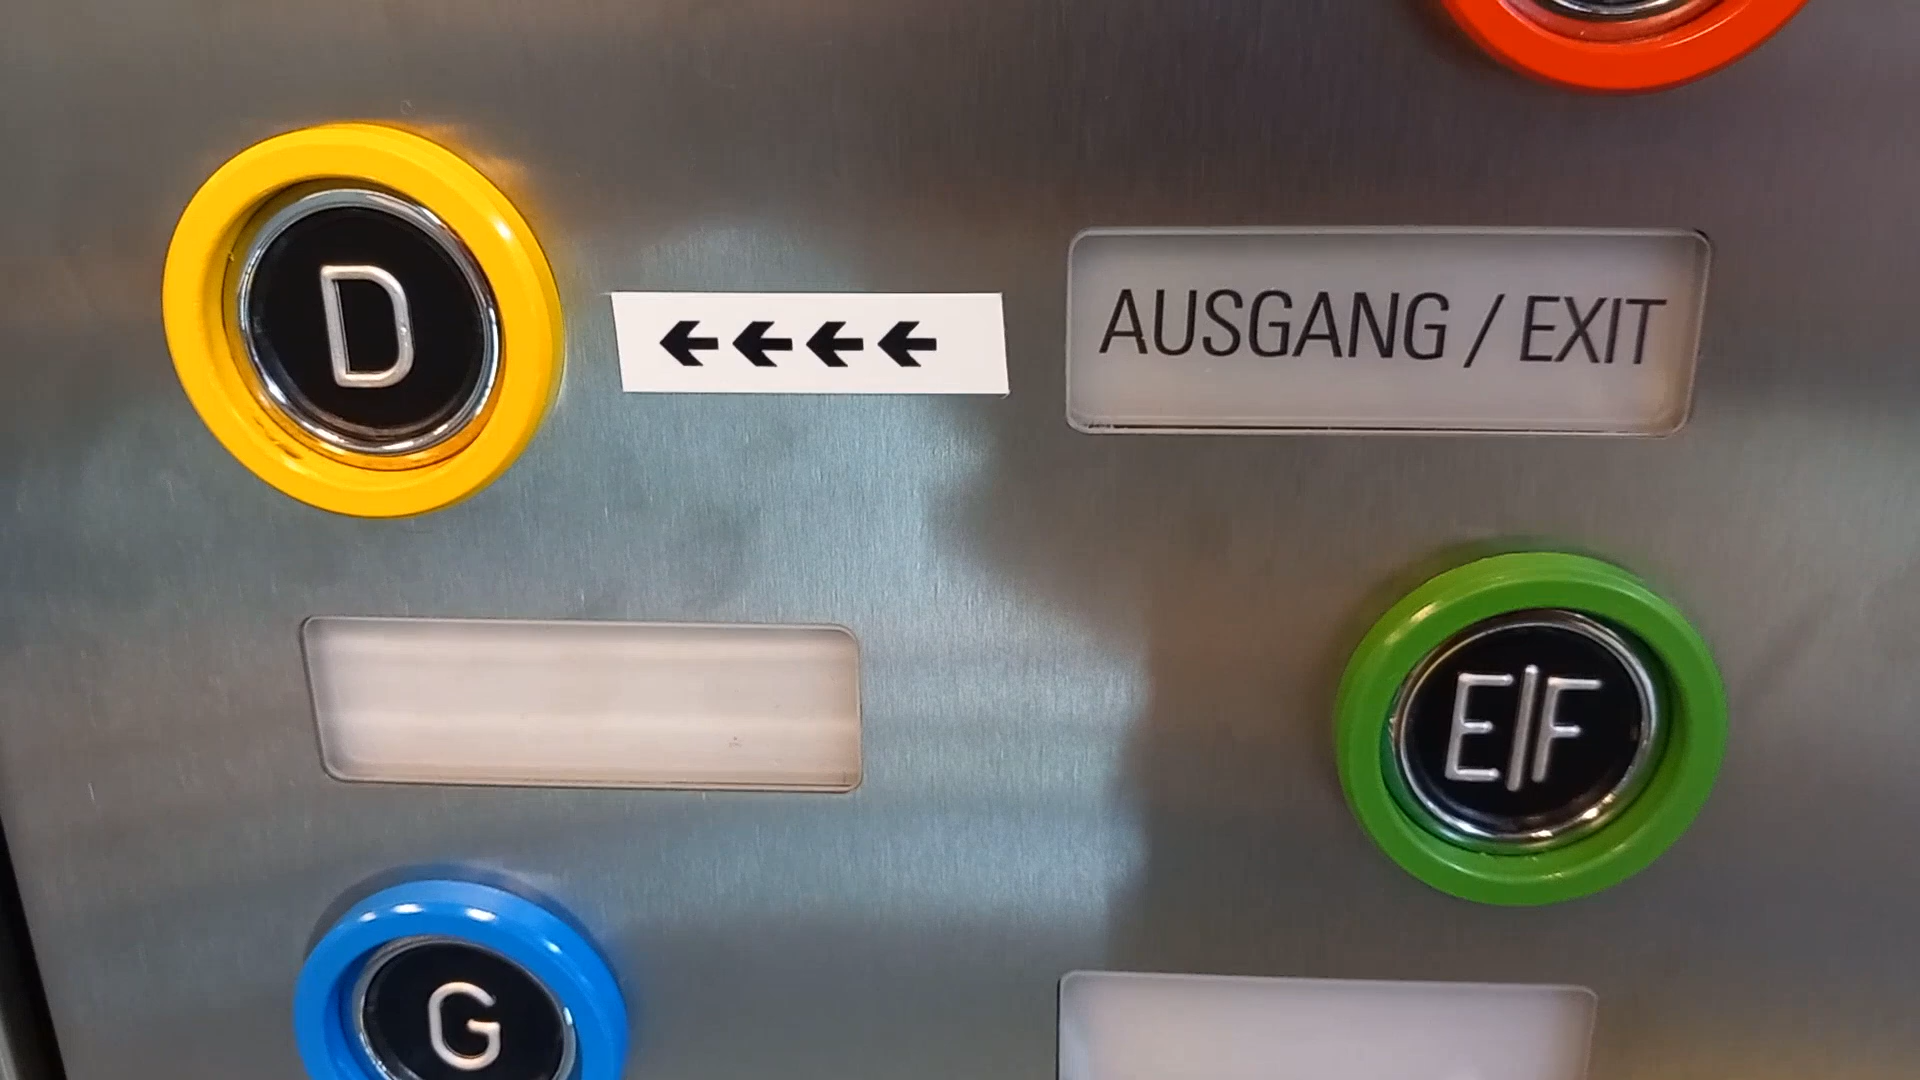 D
←←←← AUSGANG / EXIT
E|F
G